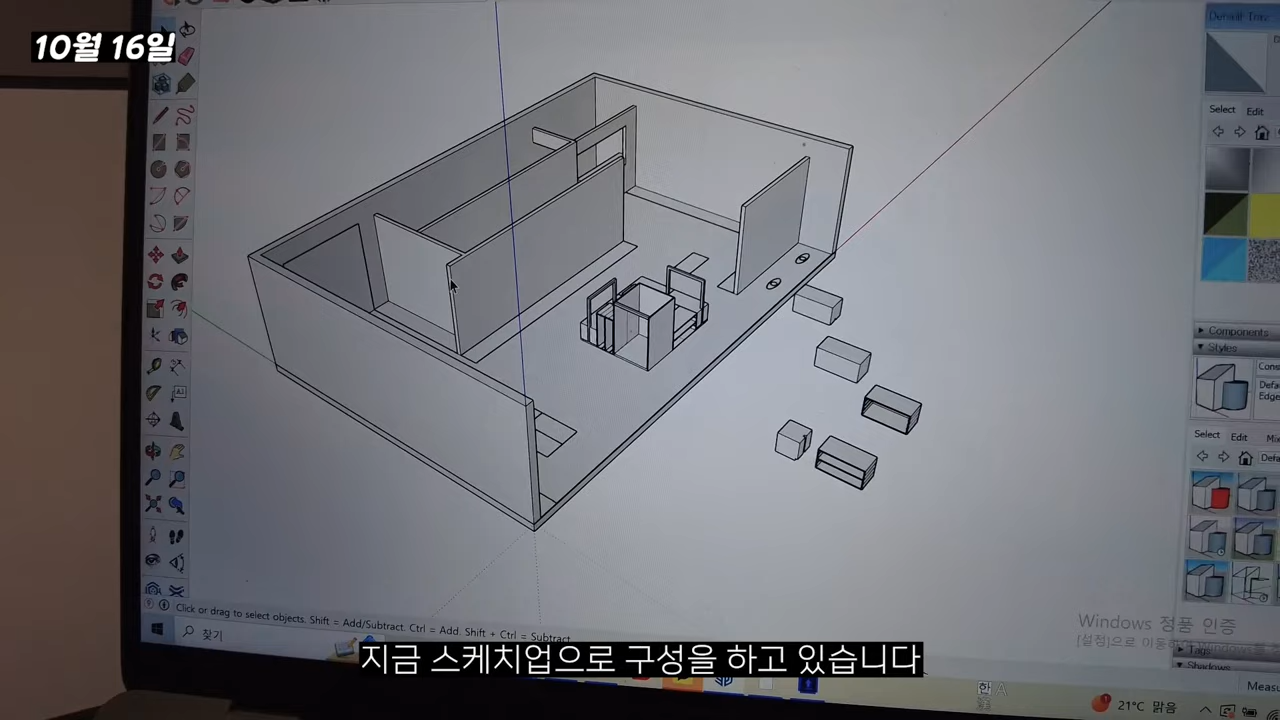 10월 16일
Default Tray
Select Edit
Components
Styles
Select Edit
Click or drag to select objects. Shift = Add/Subtract. Ctrl = Add. Shift + Ctrl = Subtract.
찾기
지금 스케치업으로 구성을 하고 있습니다
Windows 정품 인증
[설정]으로 이동
Tags
Shadows
한
A
21°C 맑음